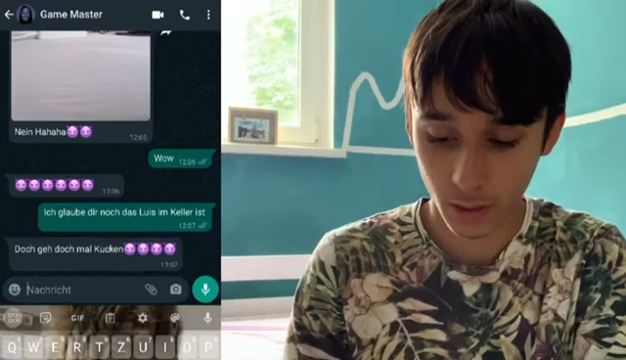 Game Master
Nein Hahaha😈😈
12:05
Wow
12:06
😈😈😈😈😈😈
12:06
Ich glaube dir noch das Luis im Keller ist
12:07
Doch geh doch mal Kucken😈😈😈😈
12:07
Nachricht
GIF
Q W E R T Z U I O P